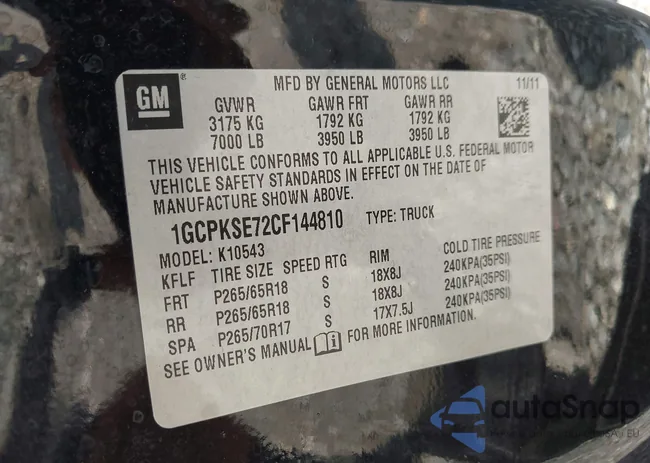 GM
MFD BY GENERAL MOTORS LLC 11/11
GVWR GAWR FRT GAWR RR
3175 KG 1792 KG 1792 KG
7000 LB 3950 LB 3950 LB
THIS VEHICLE CONFORMS TO ALL APPLICABLE U.S. FEDERAL MOTOR
VEHICLE SAFETY STANDARDS IN EFFECT ON THE DATE OF
MANUFACTURE SHOWN ABOVE.
1GCPKSE72CF144810 TYPE: TRUCK
MODEL: K10543
KFLF TIRE SIZE SPEED RTG RIM COLD TIRE PRESSURE
FRT P265/65R18 S 18X8J 240KPA(35PSI)
RR P265/65R18 S 18X8J 240KPA(35PSI)
SPA P265/70R17 S 17X7.5J 240KPA(35PSI)
SEE OWNER'S MANUAL FOR MORE INFORMATION.
autoSnap